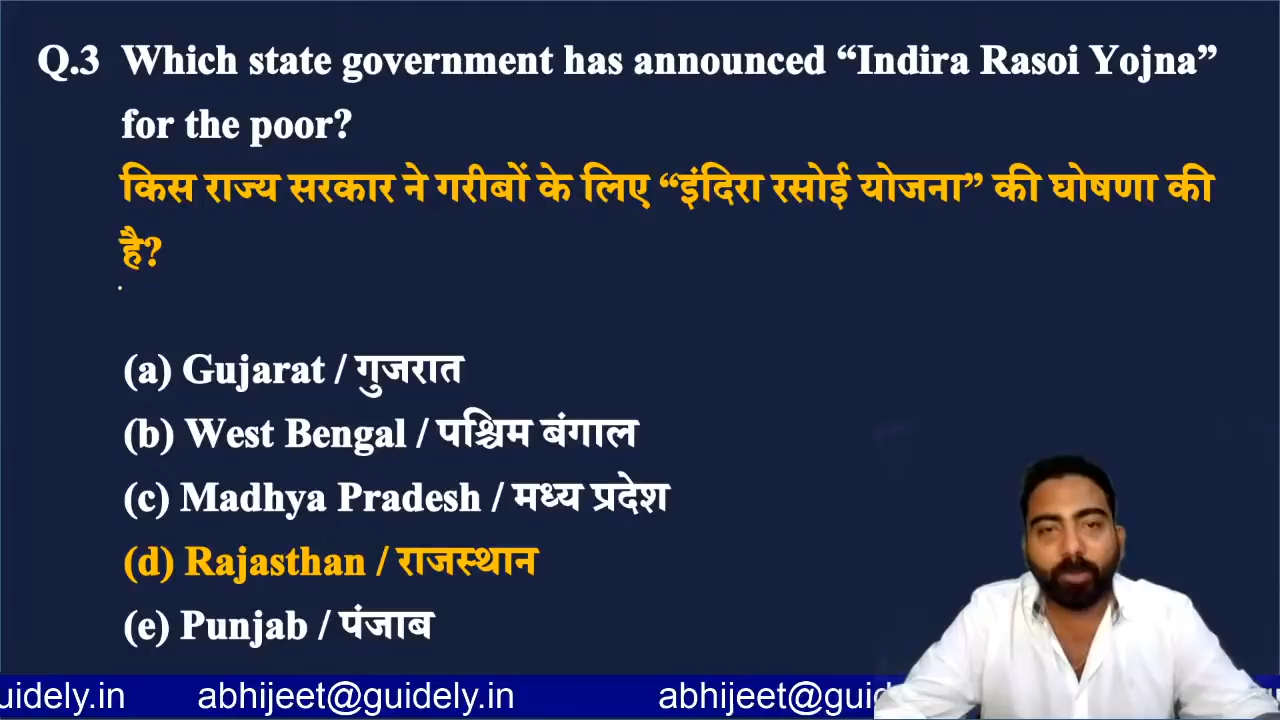 Q.3 Which state government has announced “Indira Rasoi Yojna”
for the poor?
किस राज्य सरकार ने गरीबों के लिए “इंदिरा रसोई योजना” की घोषणा की
है?
(a) Gujarat / गुजरात
(b) West Bengal / पश्चिम बंगाल
(c) Madhya Pradesh / मध्य प्रदेश
(d) Rajasthan / राजस्थान
(e) Punjab / पंजाब
uidely.in abhijeet@guidely.in abhijeet@guid